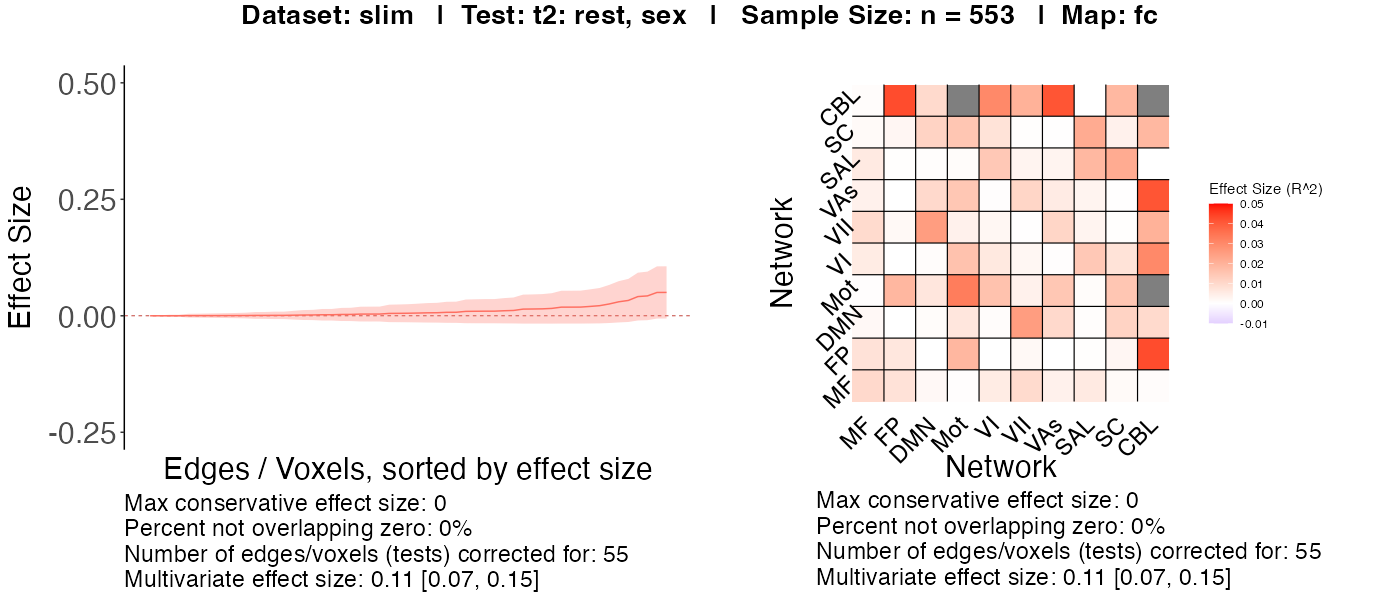 Dataset: slim | Test: t2: rest, sex | Sample Size: n = 553 | Map: fc
Effect Size
0.50
0.25
0.00
-0.25
Edges / Voxels, sorted by effect size
Max conservative effect size: 0
Percent not overlapping zero: 0%
Number of edges/voxels (tests) corrected for: 55
Multivariate effect size: 0.11 [0.07, 0.15]
Network
CBL
SC
SAL
VAs
VII
VI
Mot
DMN
FP
MF
MF FP DMN Mot VI VII VAs SAL SC CBL
Network
Effect Size (R^2)
0.05
0.04
0.03
0.02
0.01
0.00
-0.01
Max conservative effect size: 0
Percent not overlapping zero: 0%
Number of edges/voxels (tests) corrected for: 55
Multivariate effect size: 0.11 [0.07, 0.15]